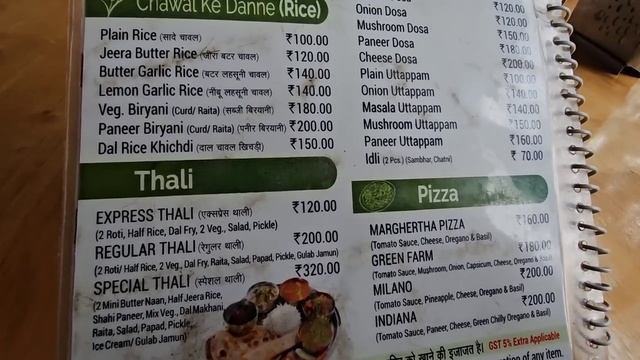 Chawal Ke Danne (Rice)
Plain Rice (सादे चावल) ₹100.00
Jeera Butter Rice (जीरा बटर चावल) ₹120.00
Butter Garlic Rice (बटर लहसूनी चावल) ₹140.00
Lemon Garlic Rice (नींबू लहसूनी चावल) ₹140.00
Veg. Biryani (Curd/ Raita) (सब्ज़ी बिरयानी) ₹180.00
Paneer Biryani (Curd/ Raita) (पनीर बिरयानी) ₹200.00
Dal Rice Khichdi (दाल चावल खिचड़ी) ₹150.00
Thali
EXPRESS THALI (एक्सप्रेस थाली) ₹120.00
(2 Roti, Half Rice, Dal Fry, 2 Veg., Salad, Pickle)
REGULAR THALI (रेगुलर थाली) ₹200.00
(2 Roti/ Half Rice, 2 Veg., Dal Fry, Raita, Salad, Papad, Pickle, Gulab Jamun)
SPECIAL THALI (स्पेशल थाली) ₹320.00
(2 Mini Butter Naan, Half Jeera Rice,
Shahi Paneer, Mix Veg., Dal Makhani,
Raita, Salad, Papad, Pickle,
Ice Cream/ Gulab Jamun)
Onion Dosa ₹120.00
Mushroom Dosa ₹120.00
Paneer Dosa ₹150.00
Cheese Dosa ₹180.00
₹200.00
Plain Uttappam ₹100.00
Onion Uttappam ₹140.00
Masala Uttappam ₹140.00
Mushroom Uttappam ₹150.00
Paneer Uttappam ₹160.00
Idli (2 Pcs.) (Sambhar, Chatni) ₹ 70.00
Pizza
MARGHERTHA PIZZA ₹160.00
(Tomato Sauce, Cheese, Oregano & Basil)
GREEN FARM ₹180.00
(Tomato Sauce, Mushroom, Onion, Capsicum, Cheese, Oregano & Basil)
MILANO ₹200.00
(Tomato Sauce, Pineapple, Cheese, Oregano & Basil)
INDIANA ₹200.00
(Tomato Sauce, Paneer, Cheese, Green Chilly Oregano & Basil)
को खाने की इजाजत है। GST 5% Extra Applicable
of any item.